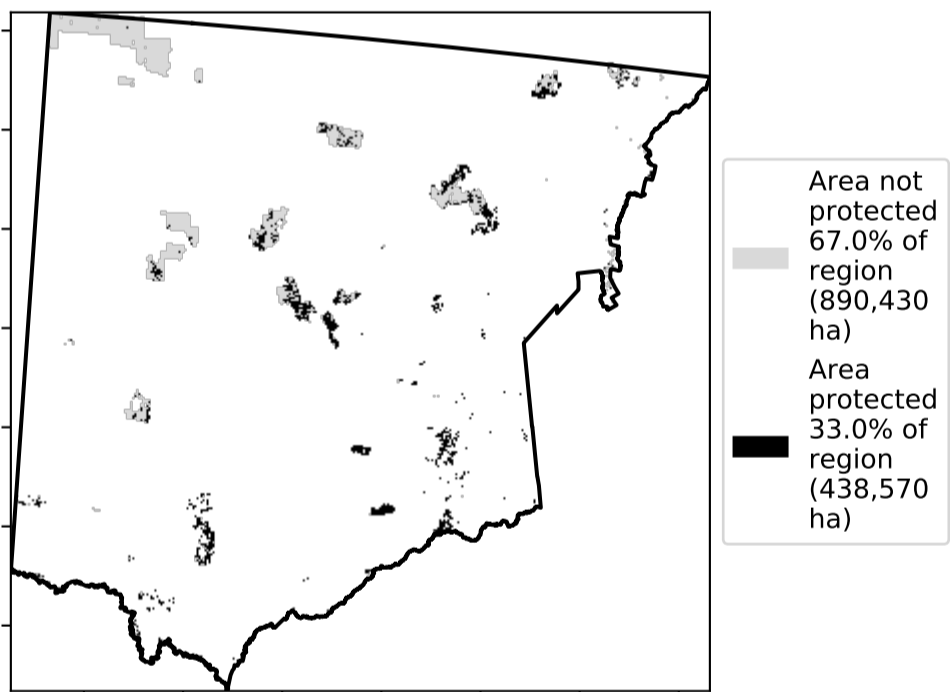 Area not
protected
67.0% of
region
(890,430
ha)
Area
protected
33.0% of
region
(438,570
ha)